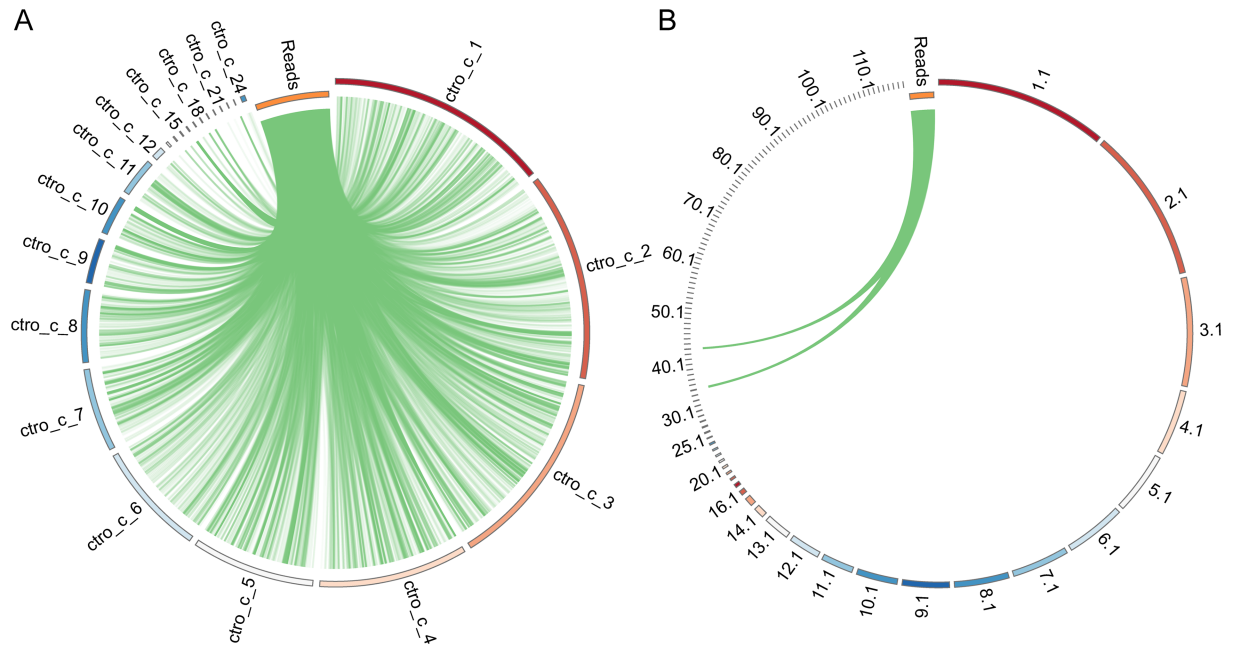 A
ctro_c_1
ctro_c_2
ctro_c_3
ctro_c_4
ctro_c_5
ctro_c_6
ctro_c_7
ctro_c_8
ctro_c_9
ctro_c_10
ctro_c_11
ctro_c_12
ctro_c_15
ctro_c_18
ctro_c_21
ctro_c_24
Reads
B
1.1
2.1
3.1
4.1
5.1
6.1
7.1
8.1
9.1
10.1
11.1
12.1
13.1
14.1
16.1
20.1
25.1
30.1
40.1
50.1
60.1
70.1
80.1
90.1
100.1
110.1
Reads